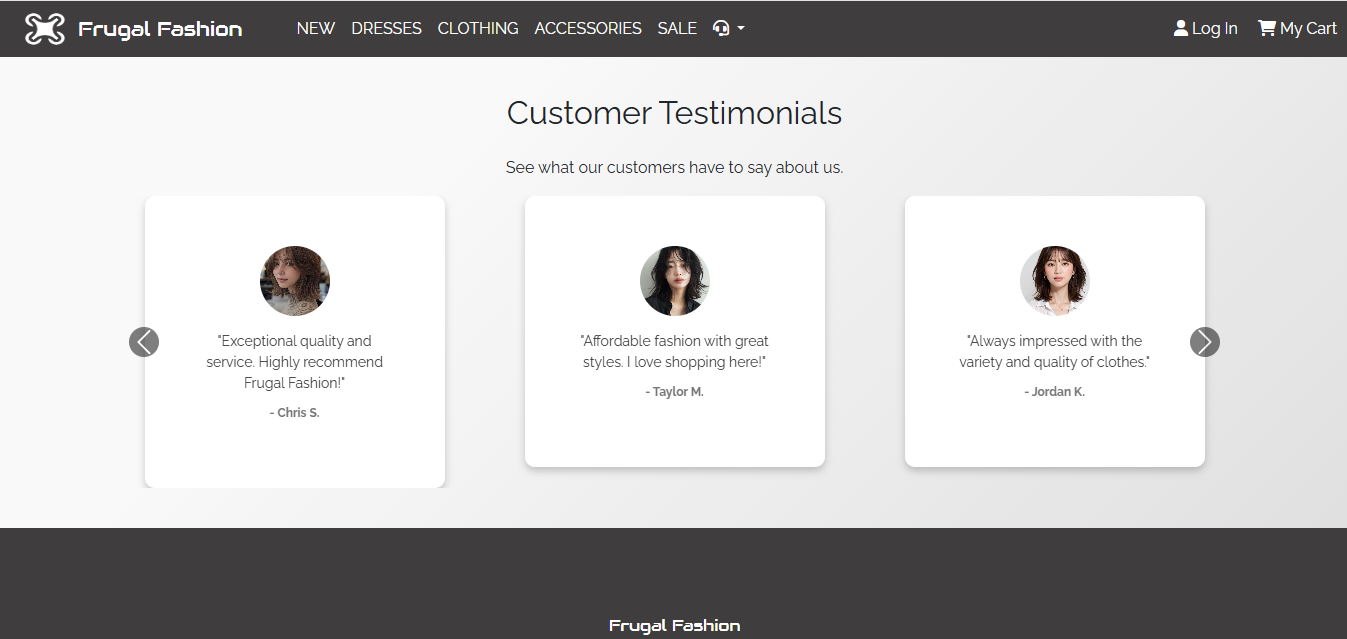 Frugal Fashion NEW DRESSES CLOTHING ACCESSORIES SALE Log In My Cart
Customer Testimonials
See what our customers have to say about us.
"Exceptional quality and
service. Highly recommend
Frugal Fashion!"
- Chris S.
"Affordable fashion with great
styles. I love shopping here!"
- Taylor M.
"Always impressed with the
variety and quality of clothes."
- Jordan K.
Frugal Fashion